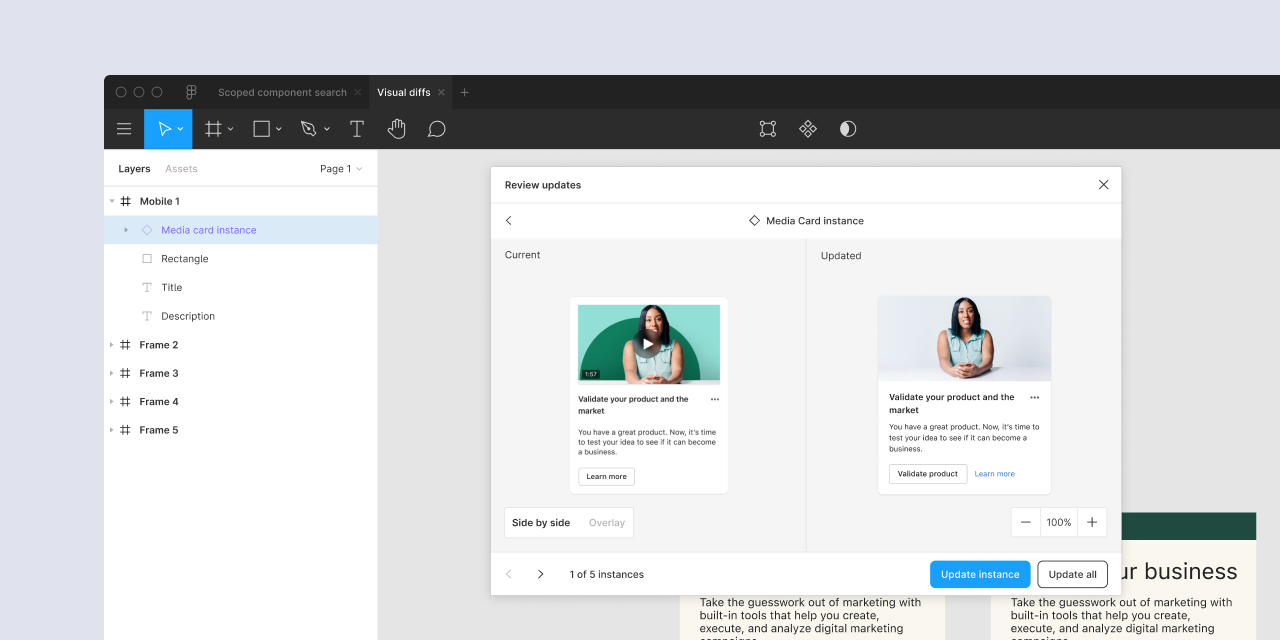 Scoped component search
Visual diffs
Layers
Assets
Page 1
Mobile 1
Media card instance
Rectangle
Title
Description
Frame 2
Frame 3
Frame 4
Frame 5
Review updates
Media Card instance
Current
Updated
1:57
Validate your product and the
market
You have a great product. Now, it's time
to test your idea to see if it can become
a business.
Learn more
Validate your product and the
market
You have a great product. Now, it's time to
test your idea to see if it can become a
business.
Validate product
Learn more
Side by side
Overlay
100%
1 of 5 instances
Update instance
Update all
ur business
Take the guesswork out of marketing with
built-in tools that help you create,
execute, and analyze digital marketing
Take the guesswork out of marketing with
built-in tools that help you create,
execute, and analyze digital marketing